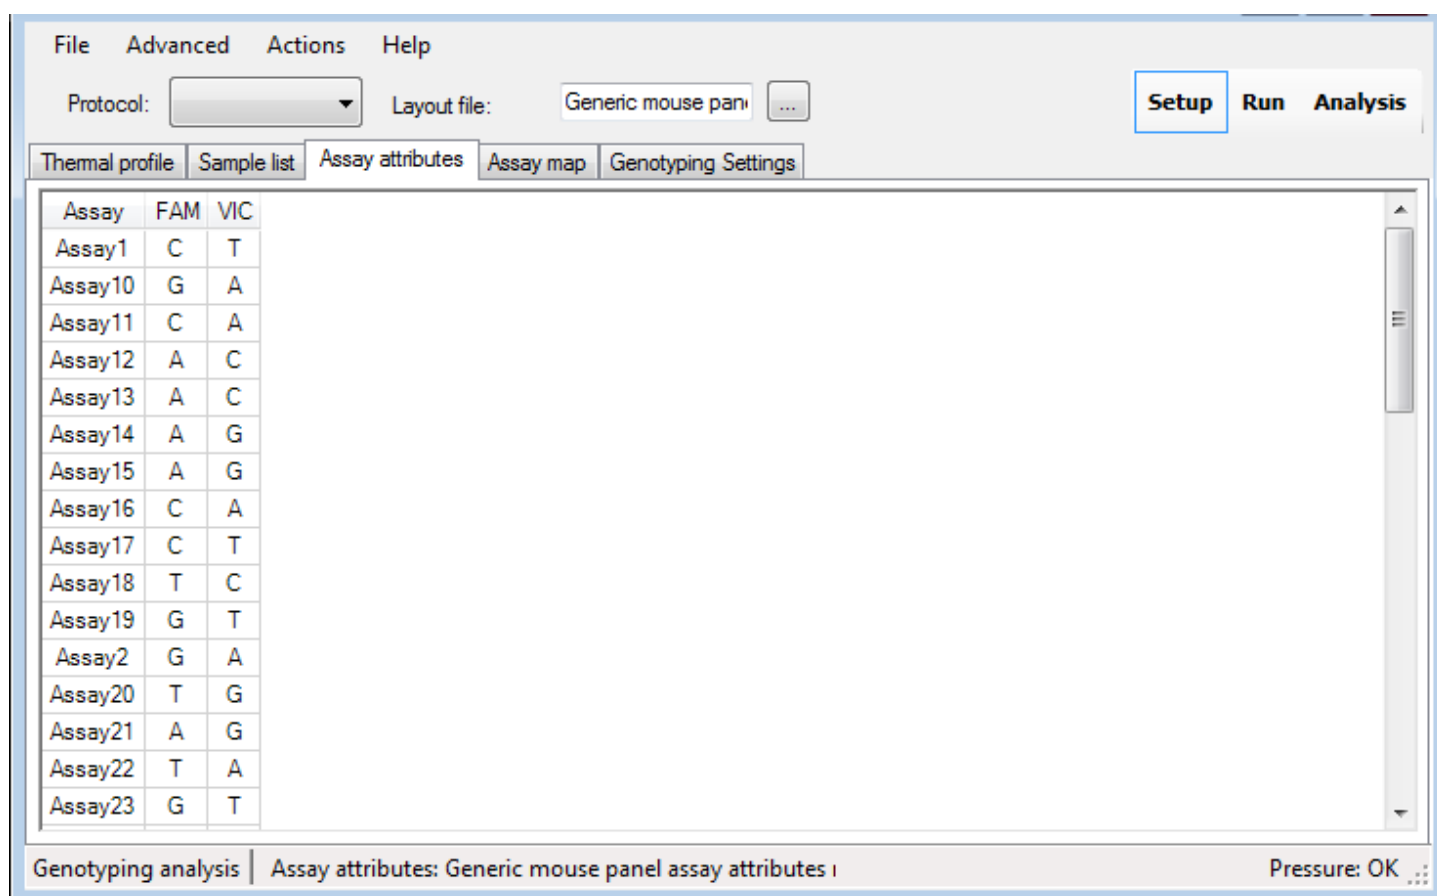 File Advanced Actions Help
Protocol: Layout file: Generic mouse pan ... Setup Run Analysis
Thermal profile Sample list Assay attributes Assay map Genotyping Settings
Assay FAM VIC
Assay1 C T
Assay10 G A
Assay11 C A
Assay12 A C
Assay13 A C
Assay14 A G
Assay15 A G
Assay16 C A
Assay17 C T
Assay18 T C
Assay19 G T
Assay2 G A
Assay20 T G
Assay21 A G
Assay22 T A
Assay23 G T
Genotyping analysis Assay attributes: Generic mouse panel assay attributes Pressure: OK